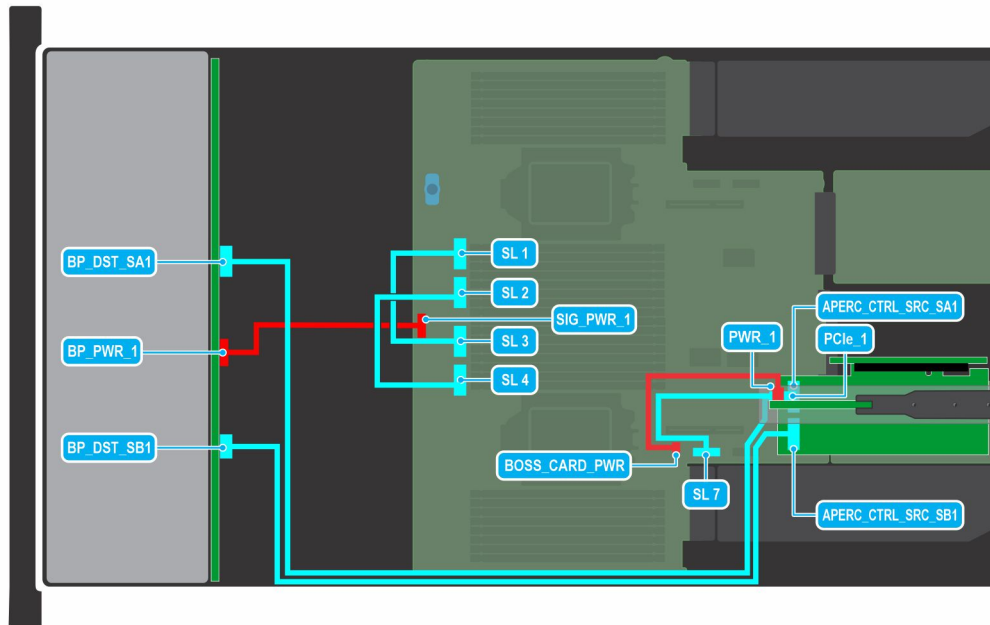 BP_DST_SA1
BP_PWR_1
BP_DST_SB1
SL 1
SL 2
SIG_PWR_1
SL 3
SL 4
APERC_CTRL_SRC_SA1
PWR_1
PCIe_1
BOSS_CARD_PWR
SL 7
APERC_CTRL_SRC_SB1